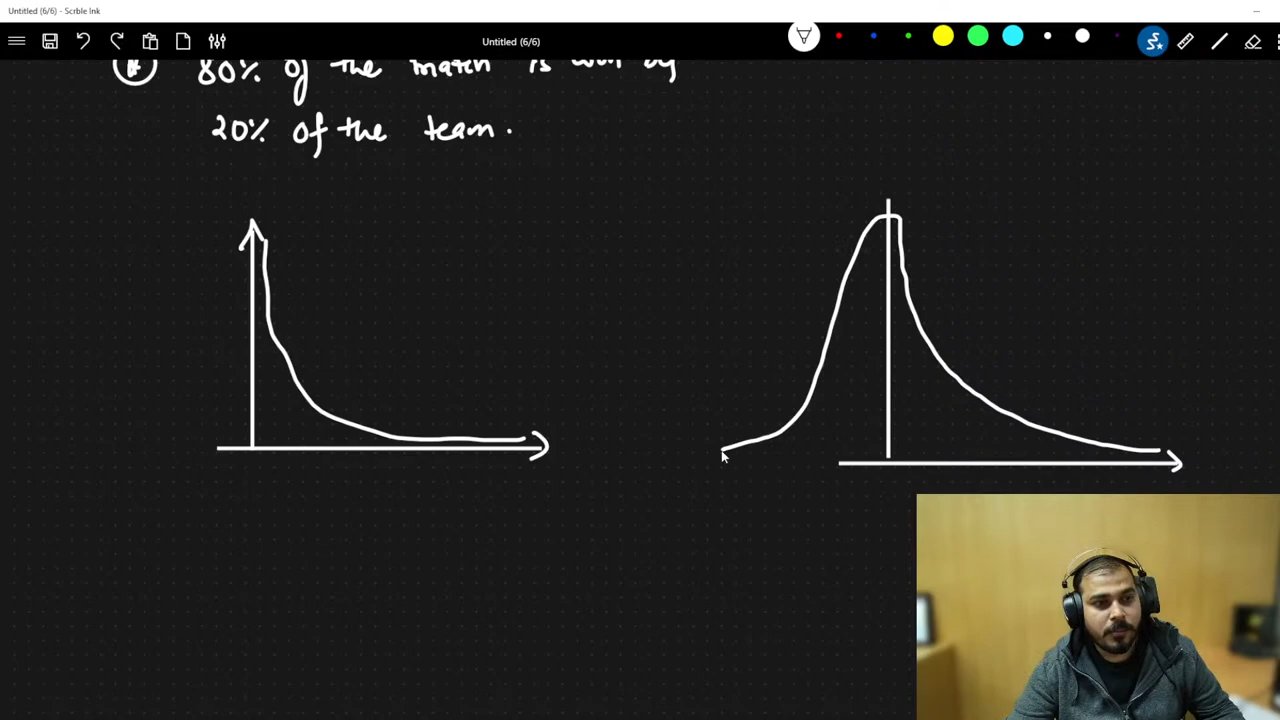 Untitled (6/6) - Scrble Ink
Untitled (6/6)
80% of the match is won by
20% of the team.